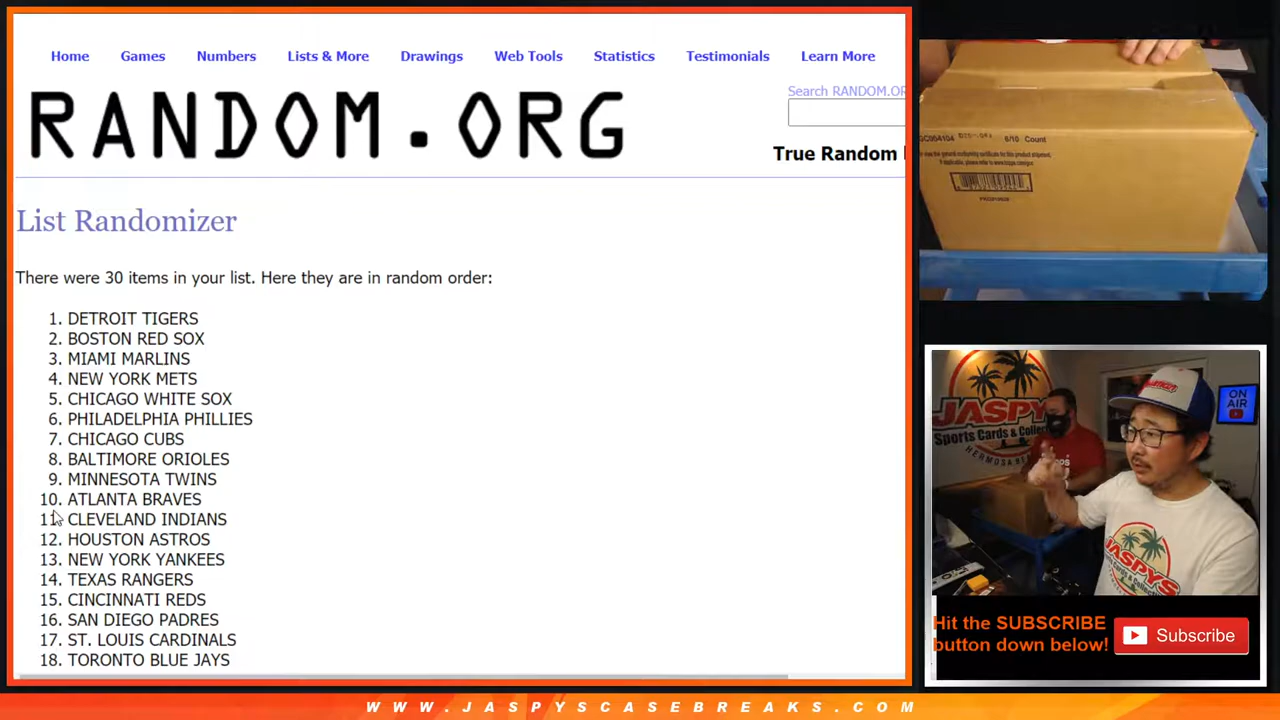 Home Games Numbers Lists & More Drawings Web Tools Statistics Testimonials Learn More
Search RANDOM.OR
RANDOM.ORG
True Random
List Randomizer
There were 30 items in your list. Here they are in random order:
1. DETROIT TIGERS
2. BOSTON RED SOX
3. MIAMI MARLINS
4. NEW YORK METS
5. CHICAGO WHITE SOX
6. PHILADELPHIA PHILLIES
7. CHICAGO CUBS
8. BALTIMORE ORIOLES
9. MINNESOTA TWINS
10. ATLANTA BRAVES
11. CLEVELAND INDIANS
12. HOUSTON ASTROS
13. NEW YORK YANKEES
14. TEXAS RANGERS
15. CINCINNATI REDS
16. SAN DIEGO PADRES
17. ST. LOUIS CARDINALS
18. TORONTO BLUE JAYS
6/10 Count
JASPY
Sports Cards & Collec
HERMOSA BEA
ON
AIR
JASPYS
Hit the SUBSCRIBE
button down below!
Subscribe
WWW.JASPYSCASEBREAKS.COM